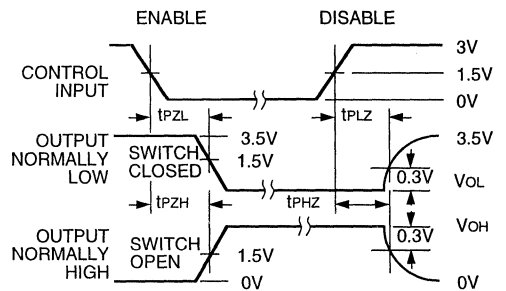 ENABLE
DISABLE
3V
CONTROL
INPUT
1.5V
0V
tPZL
tPLZ
OUTPUT
NORMALLY
LOW
SWITCH
CLOSED
3.5V
1.5V
3.5V
0.3V
VOL
tPZH
tPHZ
VOH
0.3V
OUTPUT
NORMALLY
HIGH
SWITCH
OPEN
1.5V
0V
0V